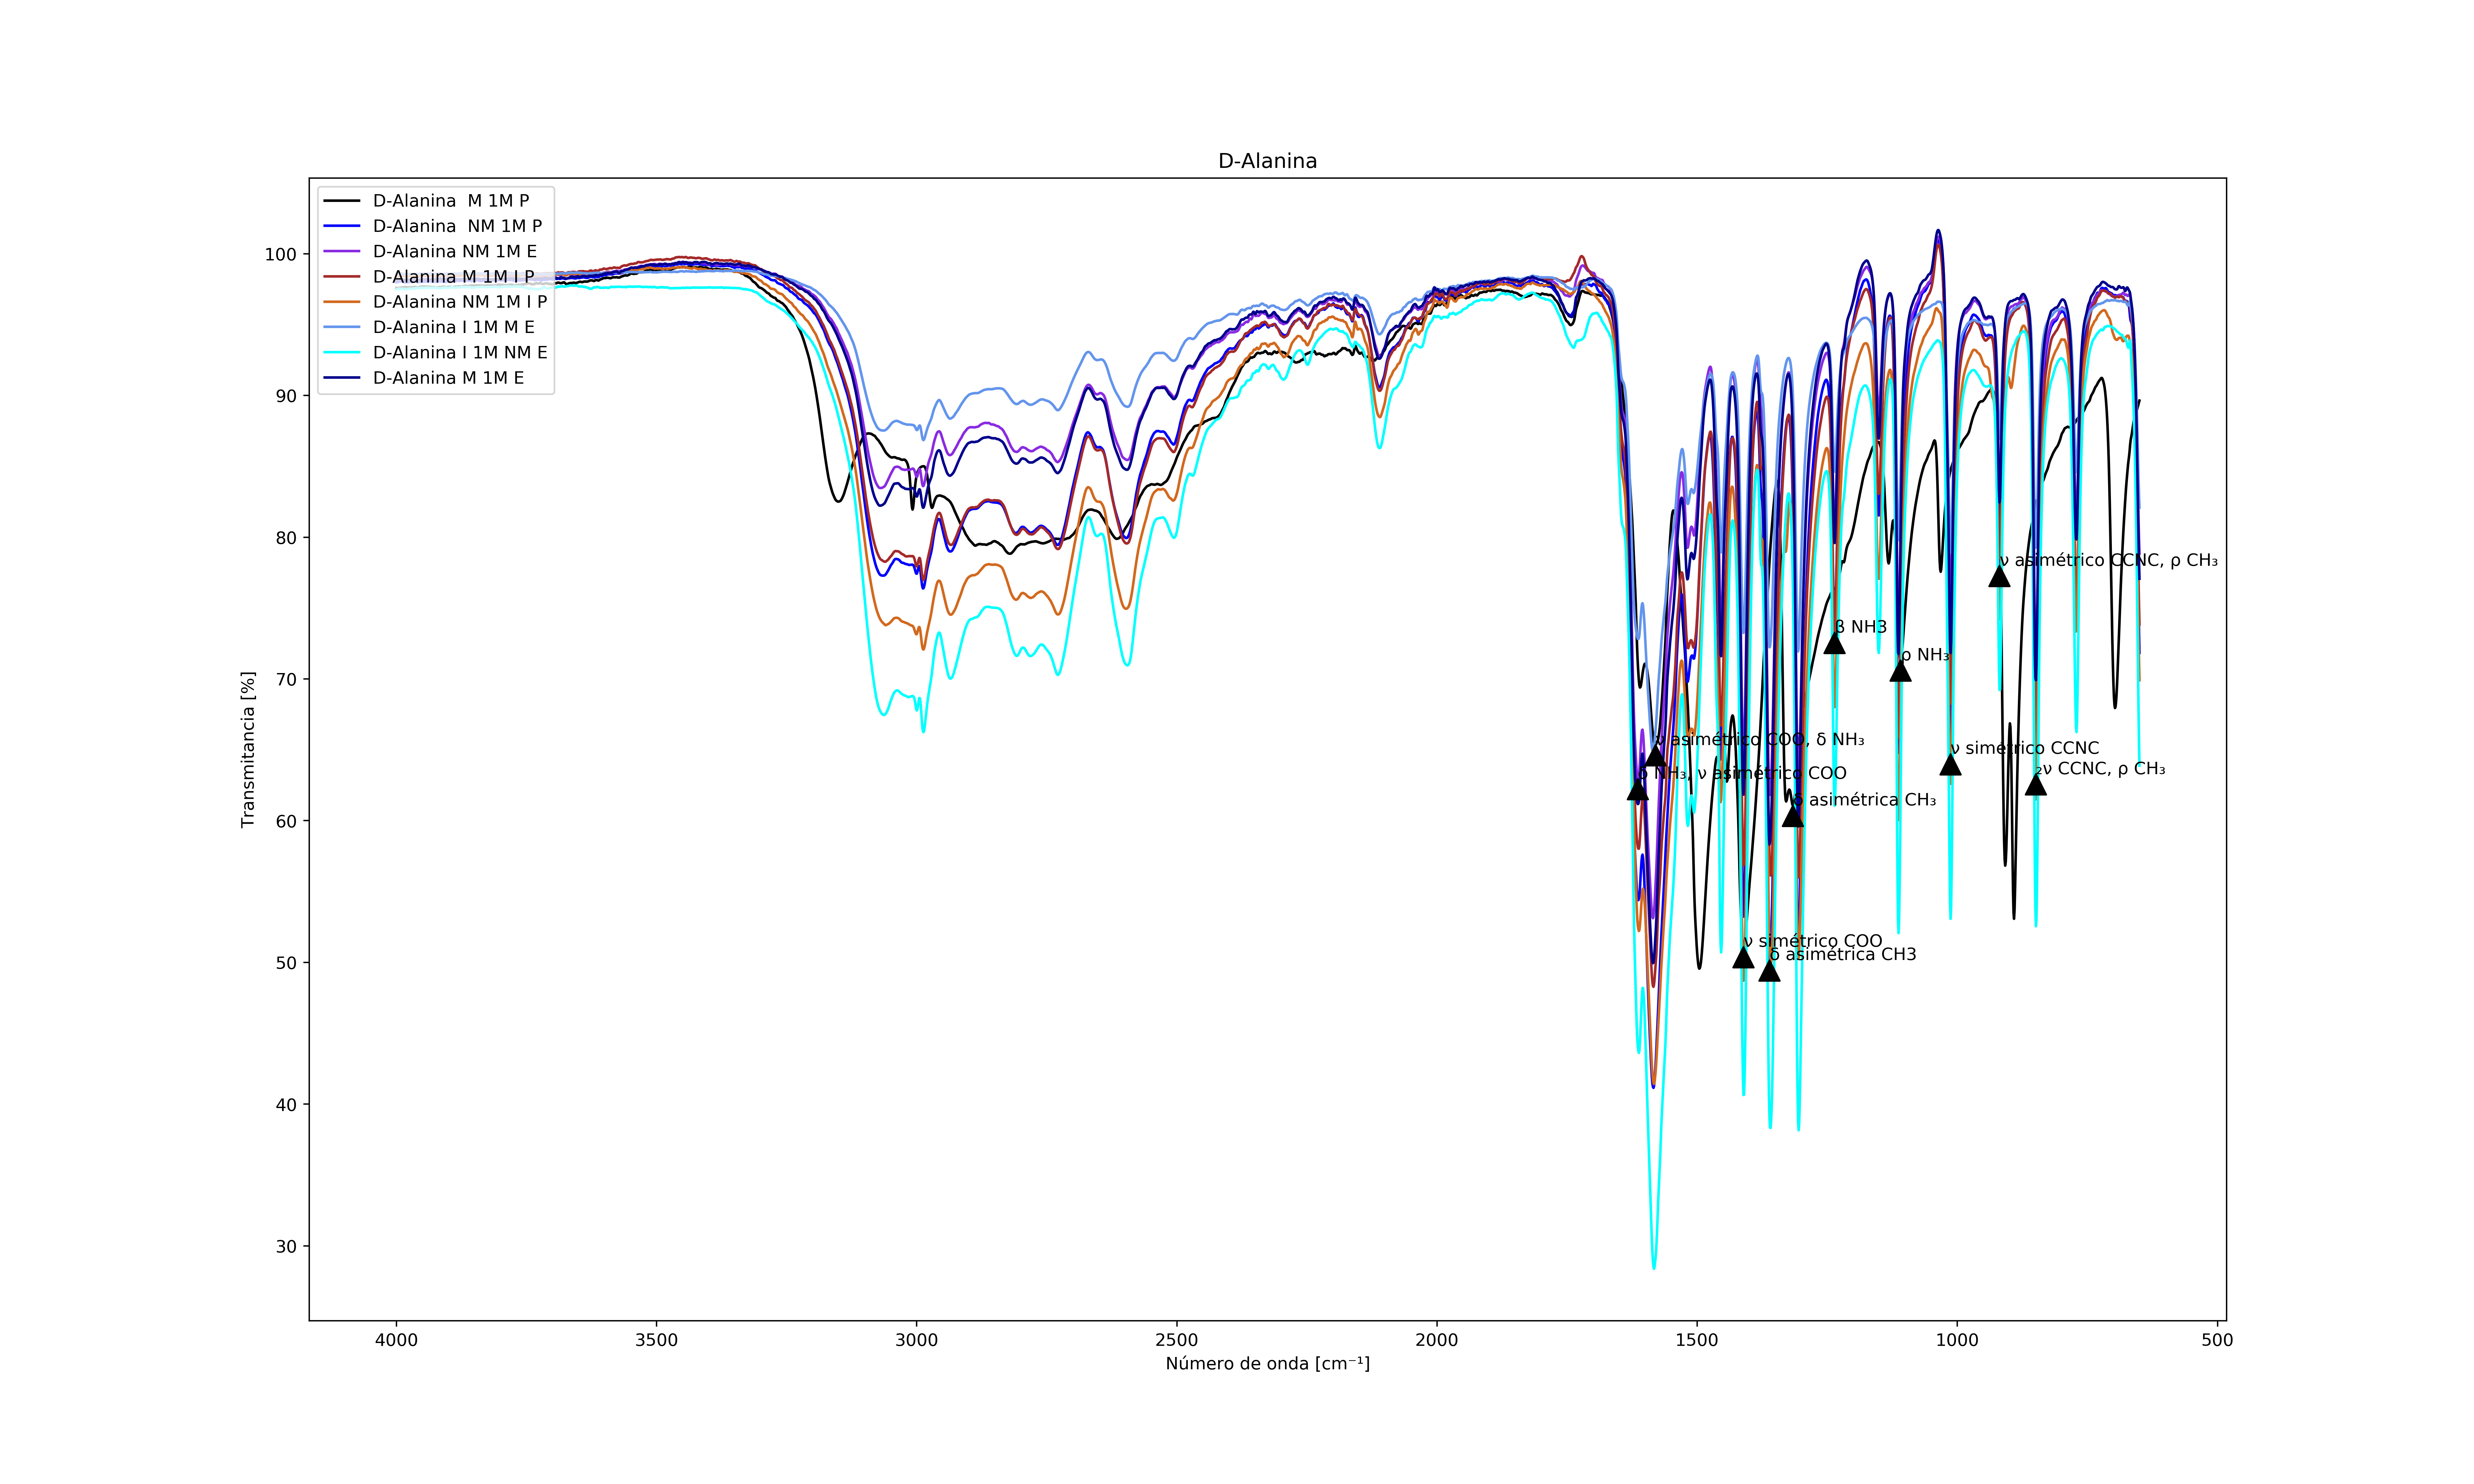 D-Alanina
D-Alanina  M 1M P
D-Alanina  NM 1M P
D-Alanina NM 1M E
D-Alanina M 1M I P
D-Alanina NM 1M I P
D-Alanina I 1M M E
D-Alanina I 1M NM E
D-Alanina M 1M E
100
90
80
70
60
50
40
30
Transmitancia [%]
ν asimétrico CCNC, ρ CH₃
β NH3
ρ NH₃
ν asimétrico COO, δ NH₃
ν simétrico CCNC
₂ν CCNC, ρ CH₃
δ NH₃, ν asimétrico COO
δ asimétrica CH₃
ν simétrico COO
δ asimétrica CH3
4000 3500 3000 2500 2000 1500 1000 500
Número de onda [cm⁻¹]